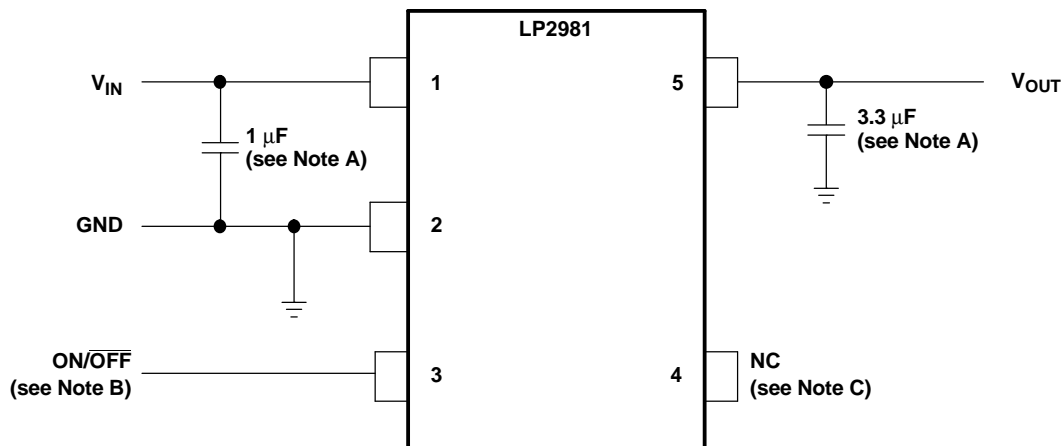 LP2981
V_IN
1
5
V_OUT
1 μF
(see Note A)
3.3 μF
(see Note A)
GND
2
ON/O̅F̅F̅
(see Note B)
3
4
NC
(see Note C)